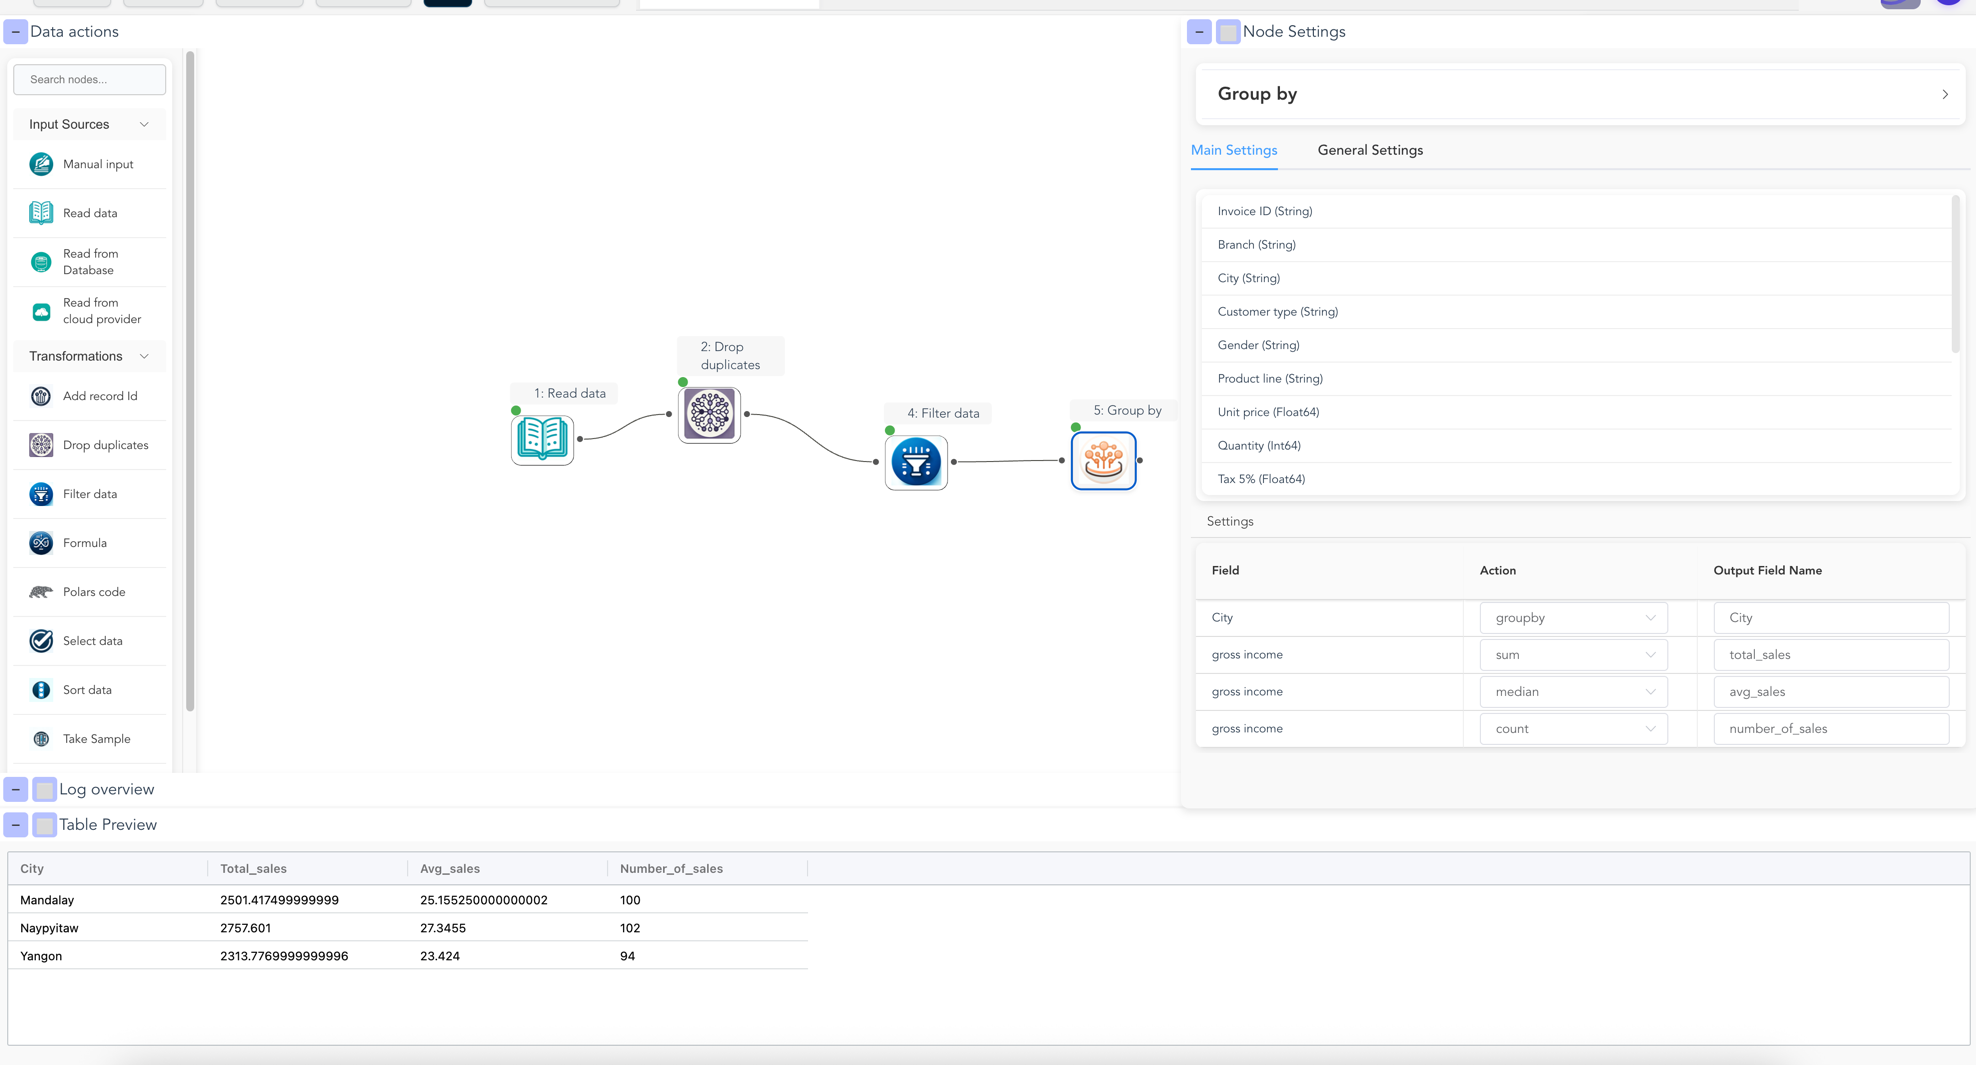 Data actions
Search nodes...
Input Sources
Manual input
Read data
Read from
Database
Read from
cloud provider
Transformations
Add record Id
Drop duplicates
Filter data
Formula
Polars code
Select data
Sort data
Take Sample
1: Read data
2: Drop
duplicates
4: Filter data
5: Group by
Node Settings
Group by
Main Settings
General Settings
Invoice ID (String)
Branch (String)
City (String)
Customer type (String)
Gender (String)
Product line (String)
Unit price (Float64)
Quantity (Int64)
Tax 5% (Float64)
Settings
Field Action Output Field Name
City groupby City
gross income sum total_sales
gross income median avg_sales
gross income count number_of_sales
Log overview
Table Preview
City Total_sales Avg_sales Number_of_sales
Mandalay 2501.417499999999 25.155250000000002 100
Naypyitaw 2757.601 27.3455 102
Yangon 2313.7769999999996 23.424 94